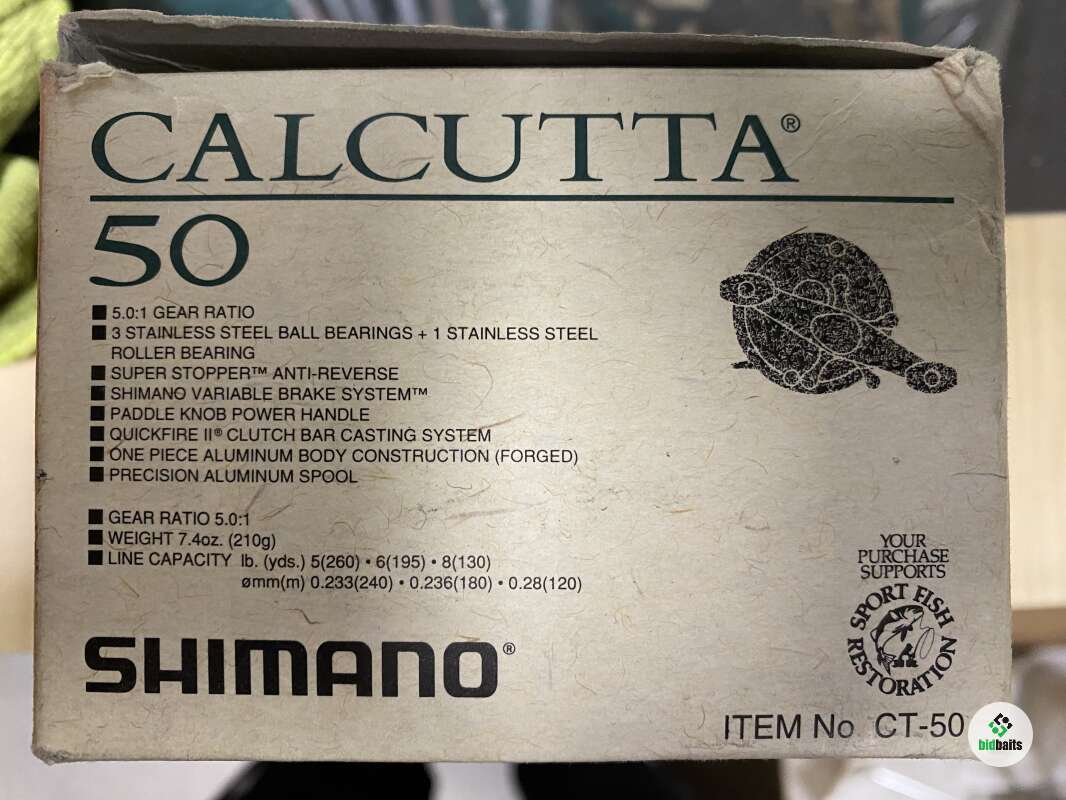 CALCUTTA®
50
■ 5.0:1 GEAR RATIO
■ 3 STAINLESS STEEL BALL BEARINGS + 1 STAINLESS STEEL
ROLLER BEARING
■ SUPER STOPPER™ ANTI-REVERSE
■ SHIMANO VARIABLE BRAKE SYSTEM™
■ PADDLE KNOB POWER HANDLE
■ QUICKFIRE II® CLUTCH BAR CASTING SYSTEM
■ ONE PIECE ALUMINUM BODY CONSTRUCTION (FORGED)
■ PRECISION ALUMINUM SPOOL
■ GEAR RATIO 5.0:1
■ WEIGHT 7.4oz. (210g)
■ LINE CAPACITY lb. (yds.) 5(260) • 6(195) • 8(130)
ømm(m) 0.233(240) • 0.236(180) • 0.28(120)
YOUR
PURCHASE
SUPPORTS
SPORT FISH
RESTORATION
SHIMANO®
ITEM No CT-50
bidbaits